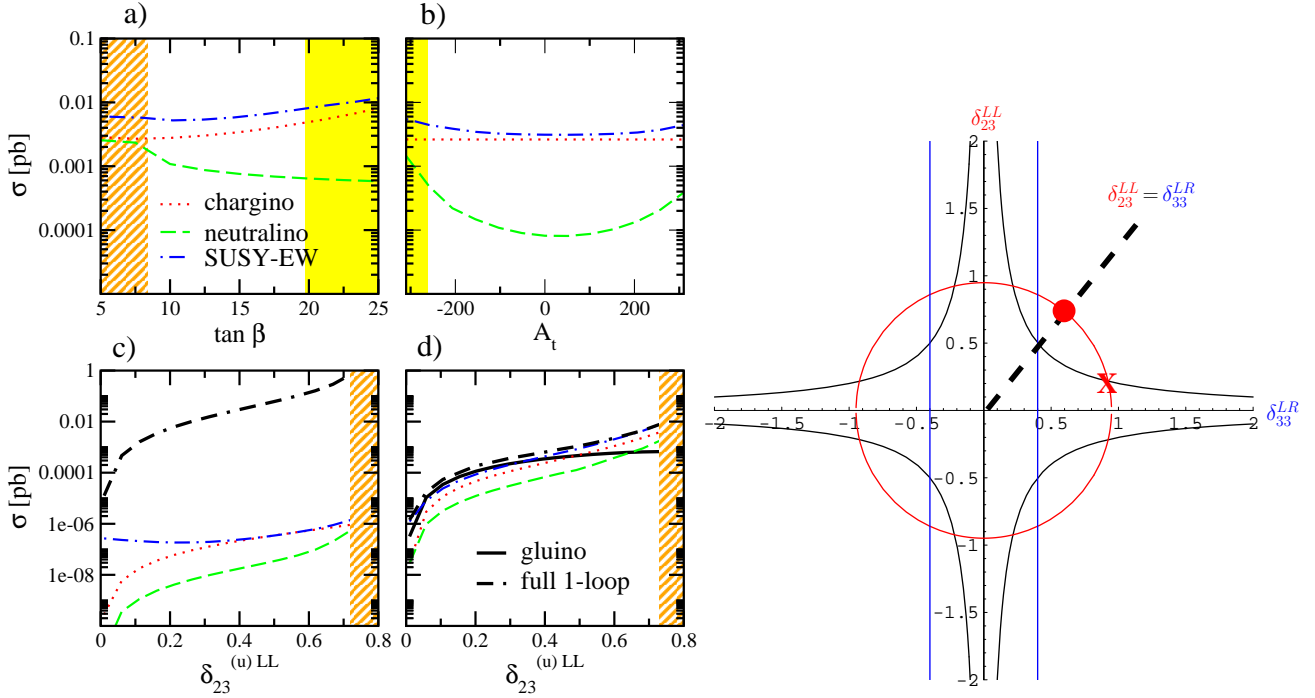 a)
b)
0.1
0.01
0.001
0.0001
σ [pb]
chargino
neutralino
SUSY-EW
5 10 15 20 25
tan β
-200 0 200
A_t
c)
d)
1
0.01
0.0001
1e-06
1e-08
σ [pb]
gluino
full 1-loop
0 0.2 0.4 0.6 0.8
δ_23^(u) LL
0 0.2 0.4 0.6 0.8
δ_23^(u) LL
δ_23^LL
2
δ_23^LL = δ_33^LR
1.5
1
0.5
X
-2 -1.5 -1 -0.5 0.5 1 1.5 2
δ_33^LR
-0.5
-1
-1.5
-2